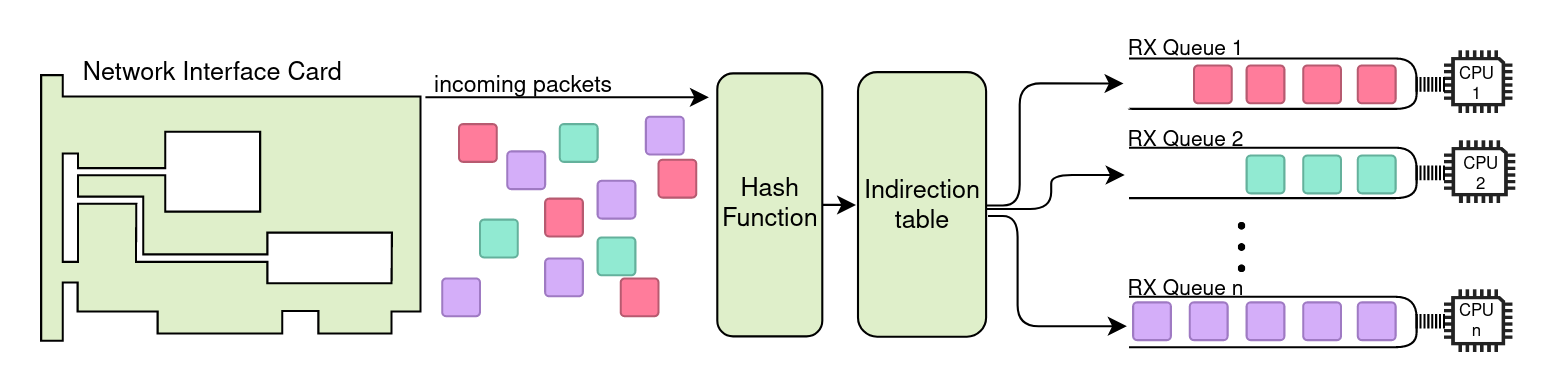 Network Interface Card
incoming packets
Hash
Function
Indirection
table
RX Queue 1
CPU
1
RX Queue 2
CPU
2
RX Queue n
CPU
n